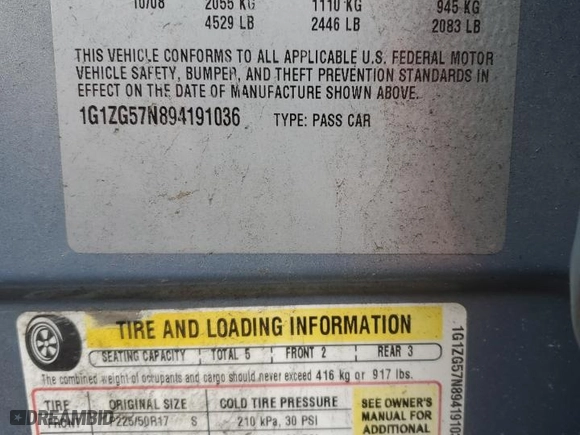 10/08 2055 KG 1110 KG 945 KG
4529 LB 2446 LB 2083 LB
THIS VEHICLE CONFORMS TO ALL APPLICABLE U.S. FEDERAL MOTOR
VEHICLE SAFETY, BUMPER, AND THEFT PREVENTION STANDARDS IN
EFFECT ON THE DATE OF MANUFACTURE SHOWN ABOVE.
1G1ZG57N894191036 TYPE: PASS CAR
TIRE AND LOADING INFORMATION
SEATING CAPACITY TOTAL 5 FRONT 2 REAR 3
The combined weight of occupants and cargo should never exceed 416 kg or 917 lbs.
TIRE ORIGINAL SIZE COLD TIRE PRESSURE
FRONT P225/50R17 S 210 kPa, 30 PSI
SEE OWNER'S
MANUAL FOR
ADDITIONAL
1G1ZG57N8941910
DREAMBID